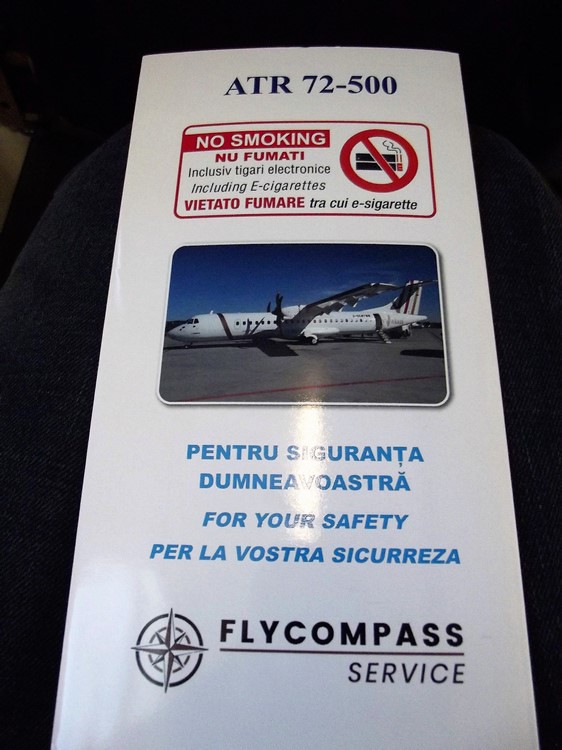 ATR 72-500
NO SMOKING
NU FUMATI
Inclusiv tigari electronice
Including E-cigarettes
VIETATO FUMARE tra cui e-sigarette
PENTRU SIGURANȚA
DUMNEAVOASTRĂ
FOR YOUR SAFETY
PER LA VOSTRA SICURREZA
FLYCOMPASS
SERVICE